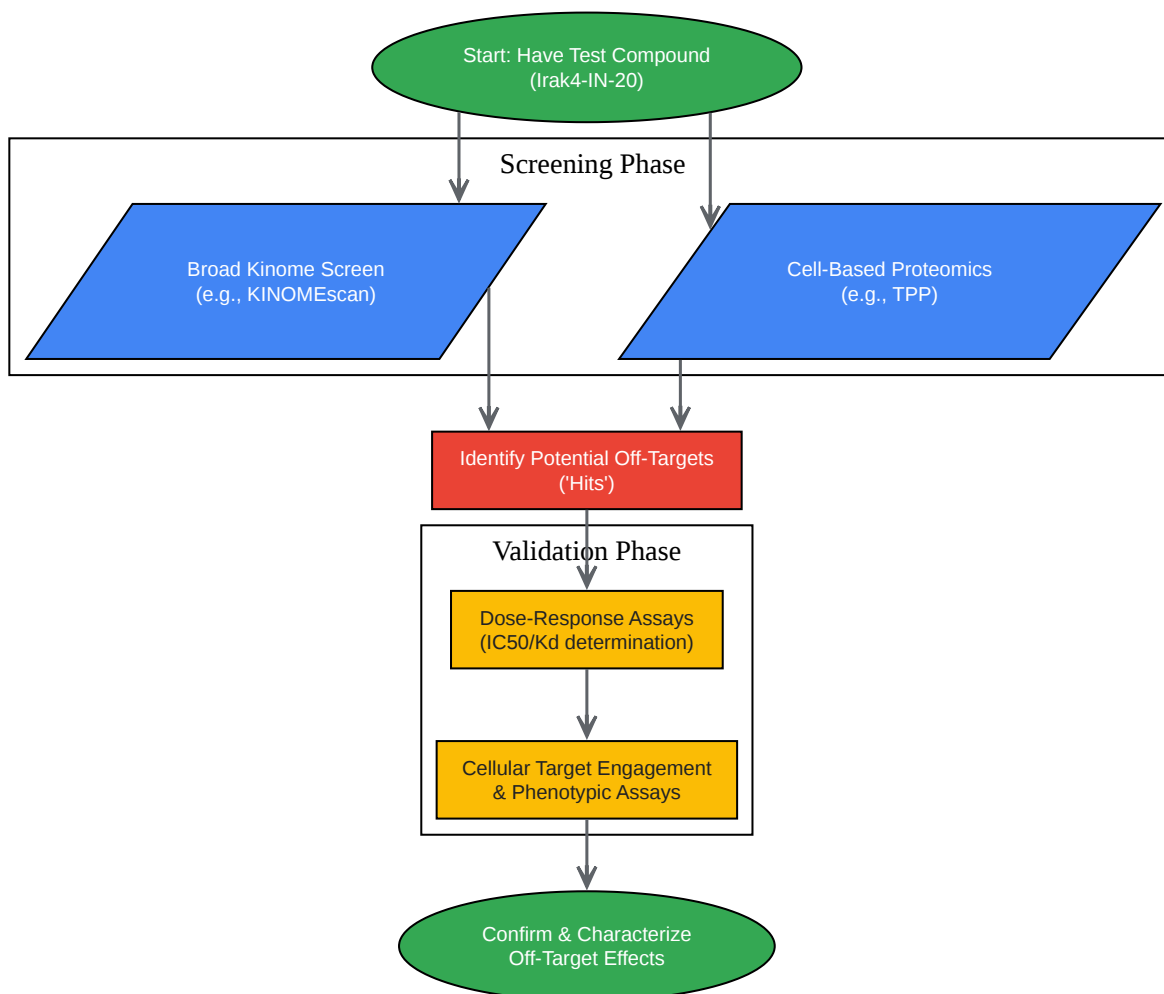 Start: Have Test Compound
(Irak4-IN-20)
Screening Phase
Broad Kinome Screen
(e.g., KINOMEscan)
Cell-Based Proteomics
(e.g., TPP)
Identify Potential Off-Targets
('Hits')
Validation Phase
Dose-Response Assays
(IC50/Kd determination)
Cellular Target Engagement
& Phenotypic Assays
Confirm & Characterize
Off-Target Effects